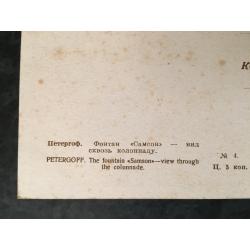 К
Петергоф. Фонтан «Самсон» — вид
сквозь колоннаду.
PETERGOFF. The fountain «Samson»—view through
the colonnade.
№ 4.
Ц. 5 коп.